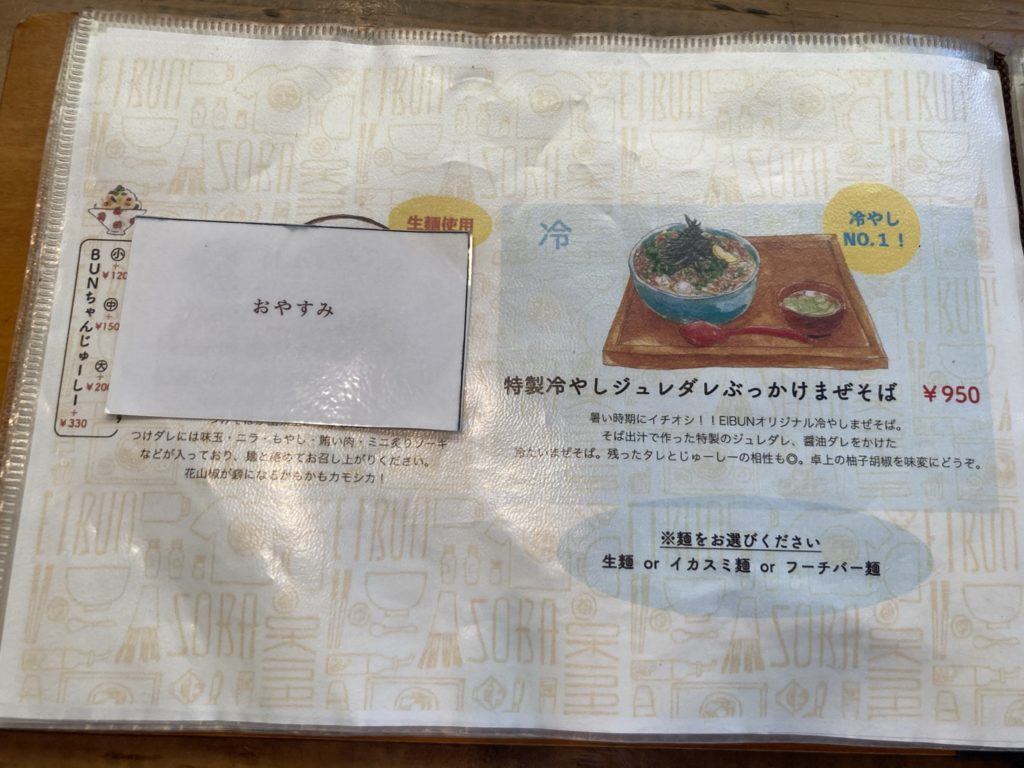 生麺使用
BUNちゃんじゅーしー
小
+
¥120
中
+
¥150
大
+
¥200
+
¥330
おやすみ
つけダレには味玉・ニラ・もやし・賄い肉・ミニ炙りソーキ
などが入っており、麺と絡めてお召し上がりください。
花山椒が癖になるかもかもカモシカ！
冷
冷やし
NO.1！
特製冷やしジュレダレぶっかけまぜそば ¥950
暑い時期にイチオシ！！EIBUNオリジナル冷やしまぜそば。
そば出汁で作った特製のジュレダレ、醤油ダレをかけた
冷たいまぜそば。残ったタレとじゅーしーの相性も◎。卓上の柚子胡椒を味変にどうぞ。
※麺をお選びください
生麺 or イカスミ麺 or フーチバー麺
EIBUN
SOBA
OKINAWA